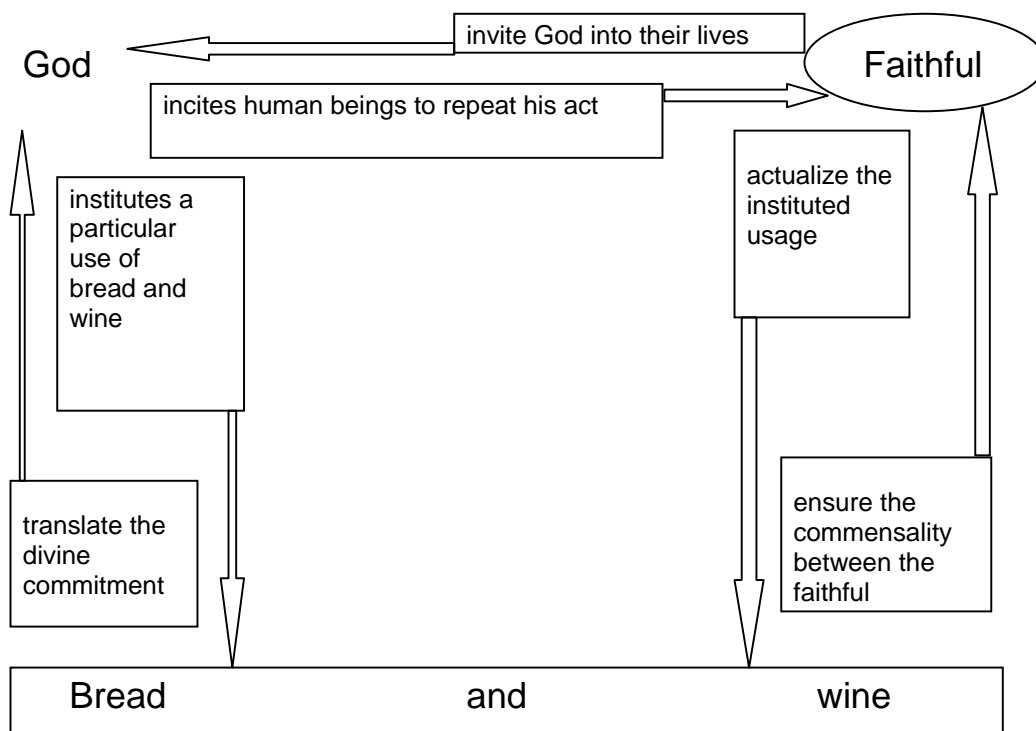 invite God into their lives
God
Faithful
incites human beings to repeat his act
institutes a
particular
use of
bread and
wine
actualize the
instituted
usage
translate the
divine
commitment
ensure the
commensality
between the
faithful
Bread and wine